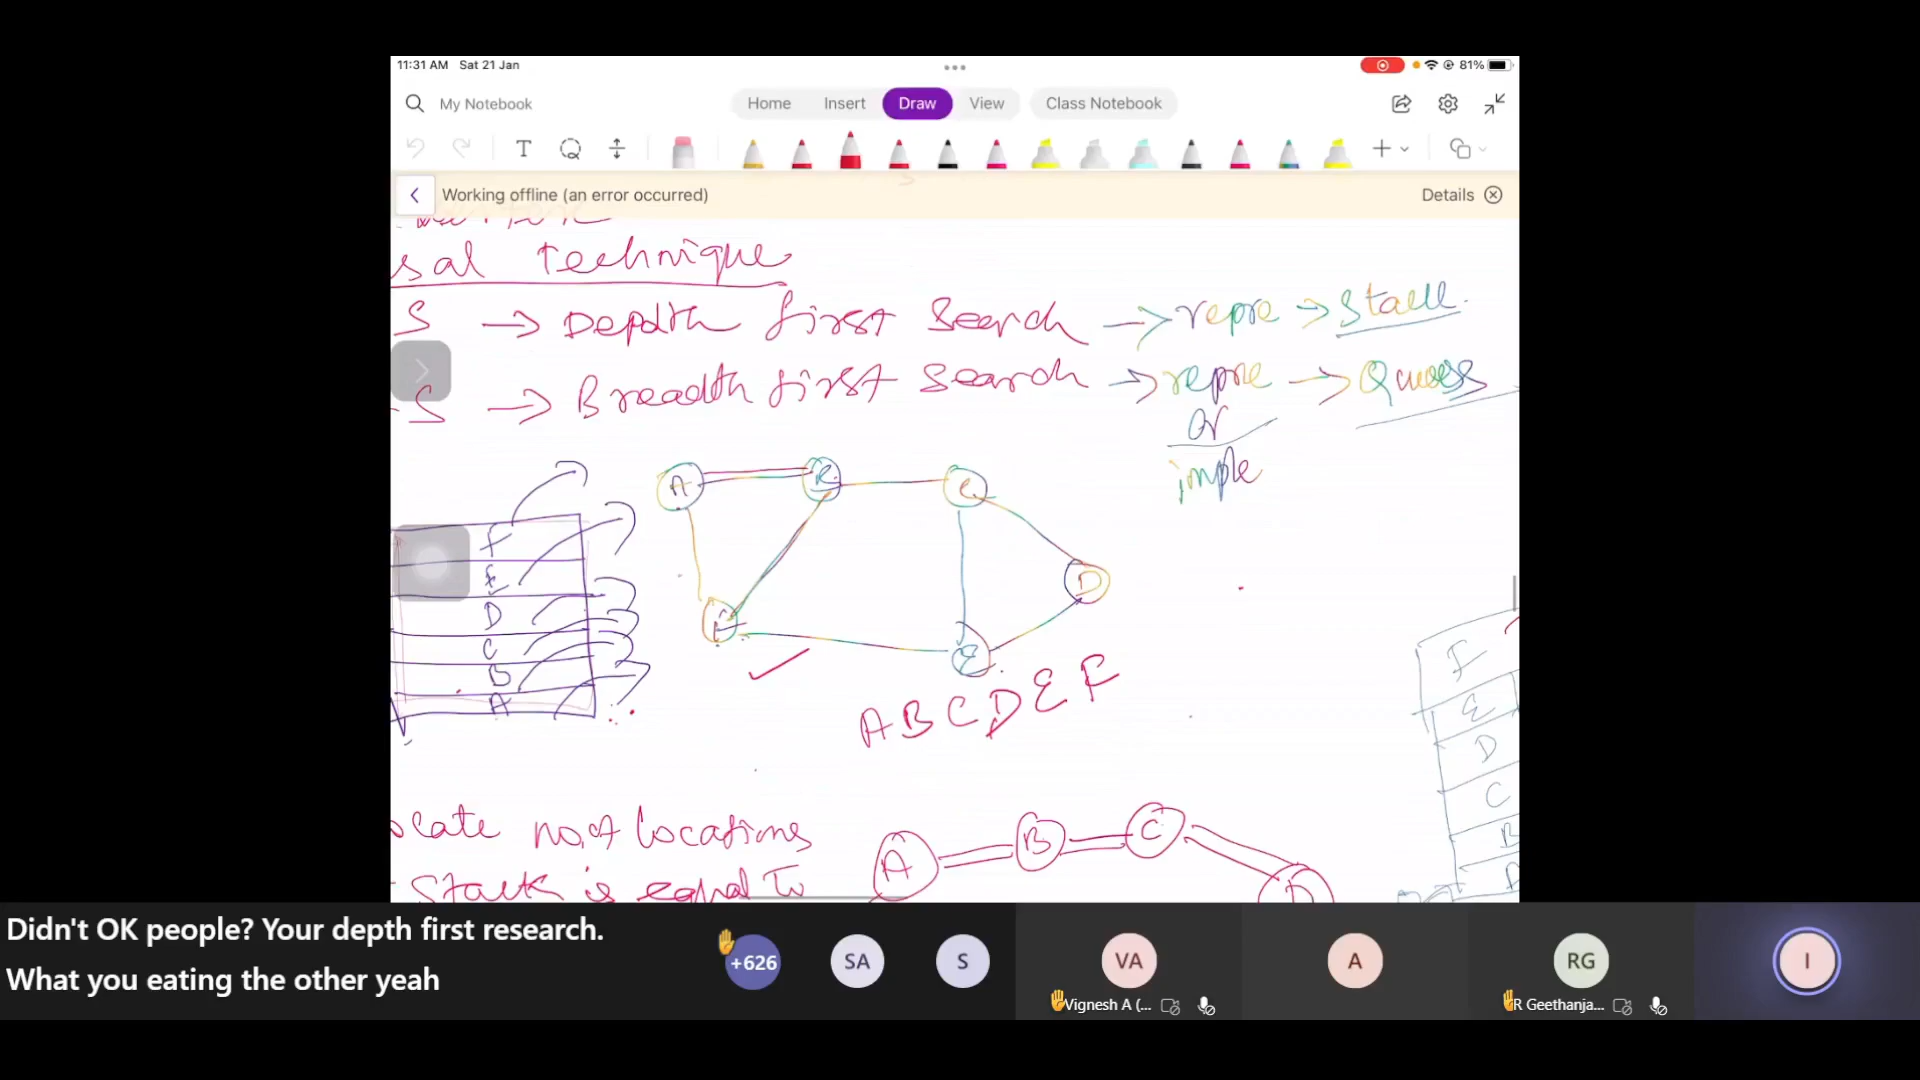 11:31 AM Sat 21 Jan
81%
My Notebook
Home Insert Draw View Class Notebook
T
Working offline (an error occurred)
Details
sal technique
S → Depdth first Search → repre → Stack.
S → Breadth first Search → repre → Queues
or
imple
A B C
D
E
F
E
D
C
B
A
A B C D E F
E
D
C
B
ocate no. of locations
Stack is equal to
A B C
D
Didn't OK people? Your depth first research.
What you eating the other yeah
+626
SA
S
VA
A
RG
I
Vignesh A (...
R Geethanja...